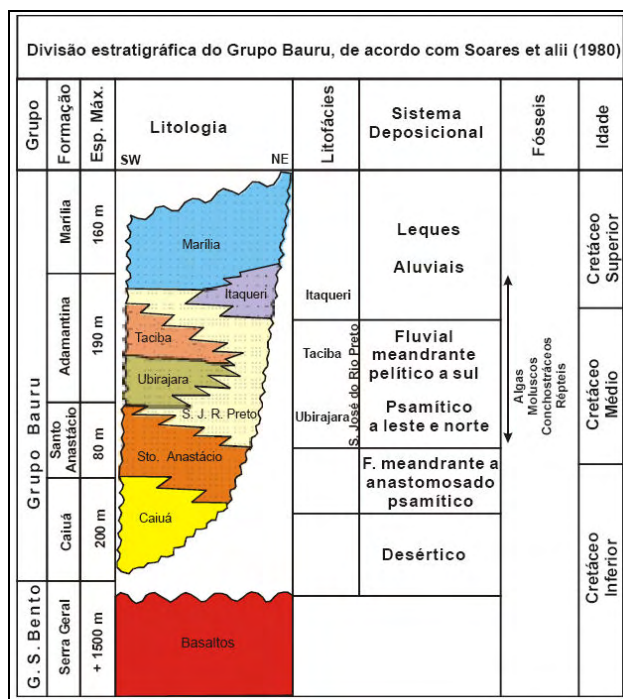 Divisão estratigráfica do Grupo Bauru, de acordo com Soares et alii (1980)
Grupo
Formação
Esp. Máx.
Litologia
SW
NE
Litofácies
Sistema
Deposicional
Fósseis
Idade
Grupo Bauru
Marília
160 m
Marília
Itaqueri
Itaqueri
Leques
Aluviais
Cretáceo
Superior
Adamantina
190 m
Taciba
Ubirajara
S. J. R. Preto
Taciba
Ubirajara
S. José do Rio Preto
Fluvial
meandrante
pelítico a sul
Psamítico
a leste e norte
Algas
Moluscos
Conchostráceos
Répteis
Cretáceo
Médio
Santo
Anastácio
80 m
Sto. Anastácio
F. meandrante a
anastomosado
psamítico
Caiuá
200 m
Caiuá
Desértico
Cretáceo
Inferior
G. S. Bento
Serra Geral
+ 1500 m
Basaltos